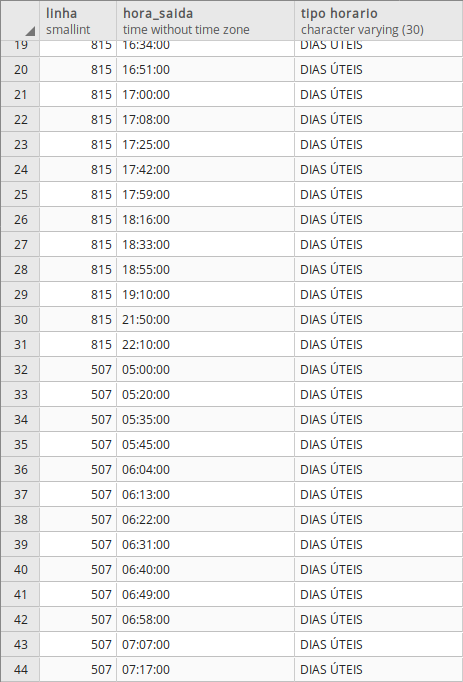 linha hora_saida tipo horario
smallint time without time zone character varying (30)
19 815 16:34:00 DIAS ÚTEIS
20 815 16:51:00 DIAS ÚTEIS
21 815 17:00:00 DIAS ÚTEIS
22 815 17:08:00 DIAS ÚTEIS
23 815 17:25:00 DIAS ÚTEIS
24 815 17:42:00 DIAS ÚTEIS
25 815 17:59:00 DIAS ÚTEIS
26 815 18:16:00 DIAS ÚTEIS
27 815 18:33:00 DIAS ÚTEIS
28 815 18:55:00 DIAS ÚTEIS
29 815 19:10:00 DIAS ÚTEIS
30 815 21:50:00 DIAS ÚTEIS
31 815 22:10:00 DIAS ÚTEIS
32 507 05:00:00 DIAS ÚTEIS
33 507 05:20:00 DIAS ÚTEIS
34 507 05:35:00 DIAS ÚTEIS
35 507 05:45:00 DIAS ÚTEIS
36 507 06:04:00 DIAS ÚTEIS
37 507 06:13:00 DIAS ÚTEIS
38 507 06:22:00 DIAS ÚTEIS
39 507 06:31:00 DIAS ÚTEIS
40 507 06:40:00 DIAS ÚTEIS
41 507 06:49:00 DIAS ÚTEIS
42 507 06:58:00 DIAS ÚTEIS
43 507 07:07:00 DIAS ÚTEIS
44 507 07:17:00 DIAS ÚTEIS